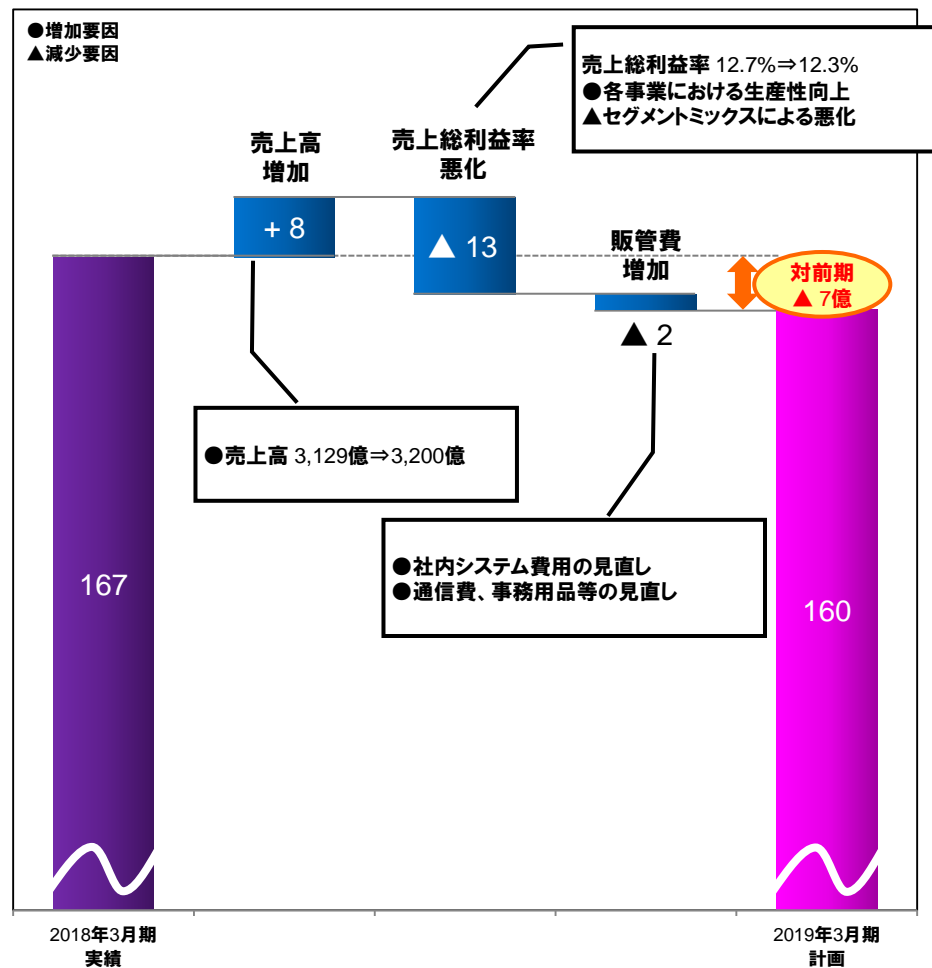 ●増加要因
▲減少要因
売上総利益率 12.7%⇒12.3%
●各事業における生産性向上
▲セグメントミックスによる悪化
売上高
増加
売上総利益率
悪化
+ 8
▲ 13
販管費
増加
対前期
▲ 7億
▲ 2
●売上高 3,129億⇒3,200億
●社内システム費用の見直し
●通信費、事務用品等の見直し
167
160
2018年3月期
実績
2019年3月期
計画